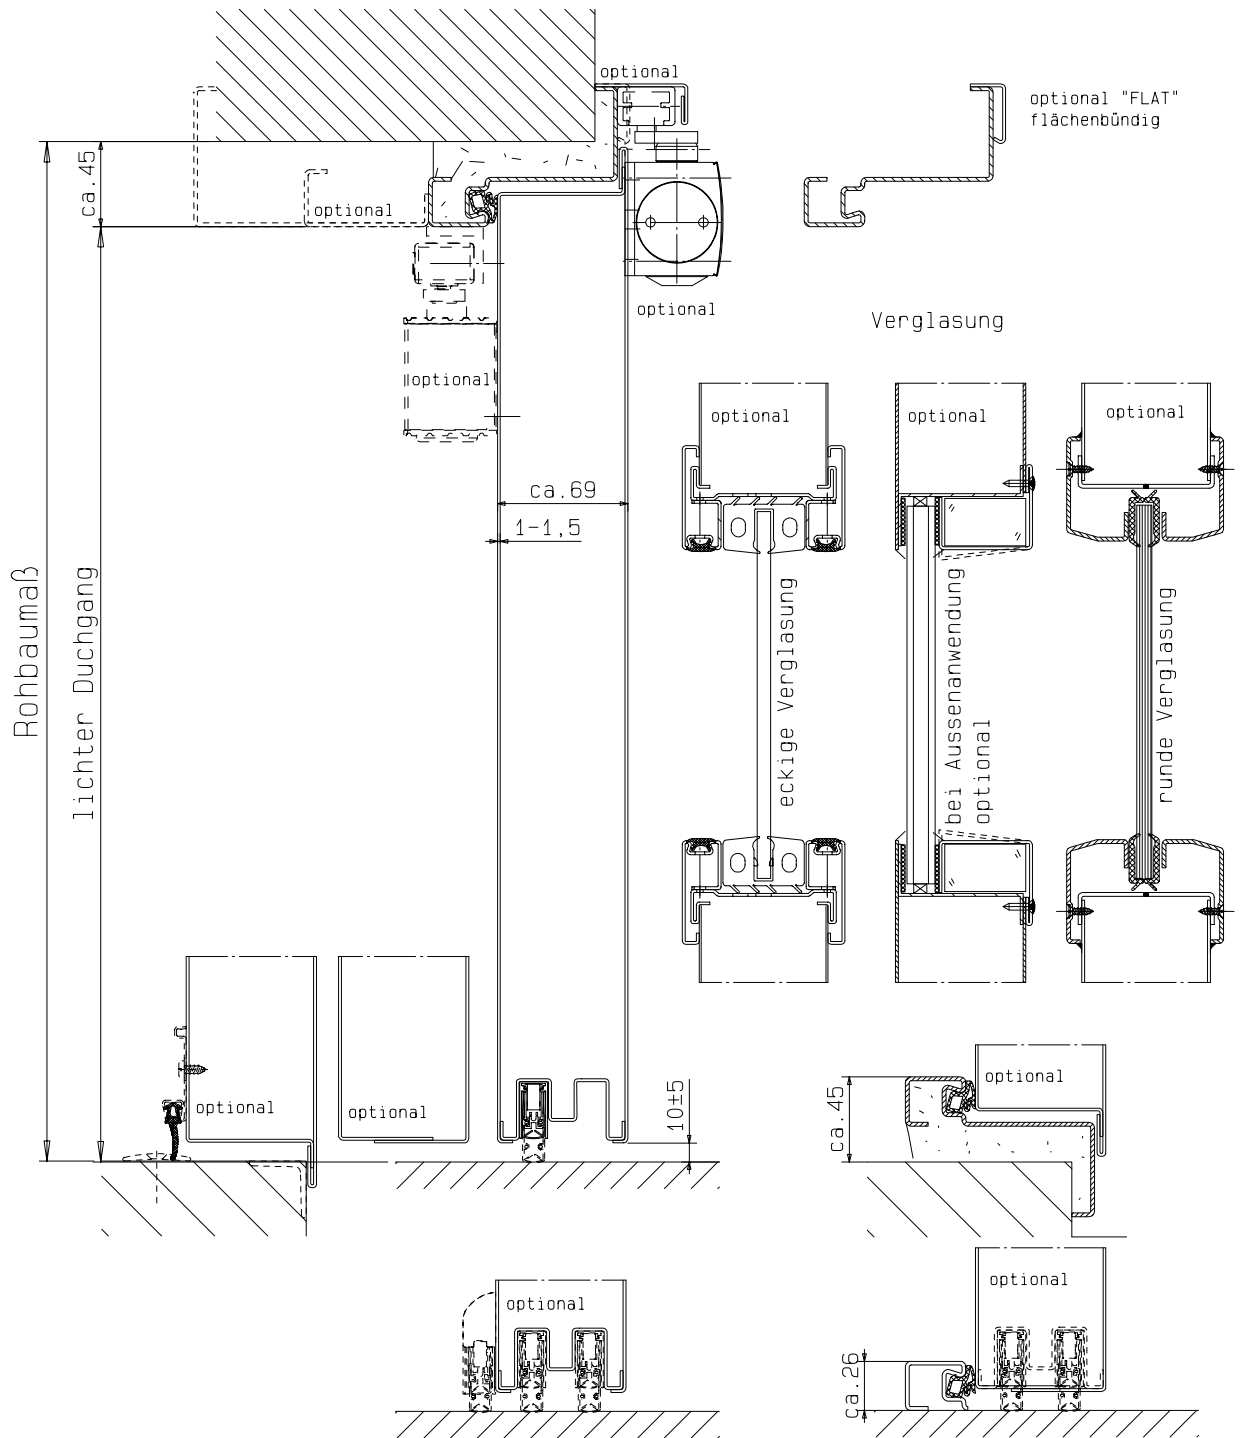 optional
optional "FLAT"
flächenbündig
ca.45
optional
optional
Verglasung
optional
optional
optional
optional
ca.69
1-1,5
Rohbaumaß
lichter Duchgang
eckige Verglasung
bei Aussenanwendung
optional
runde Verglasung
optional
optional
10±5
optional
ca.45
optional
optional
ca.26